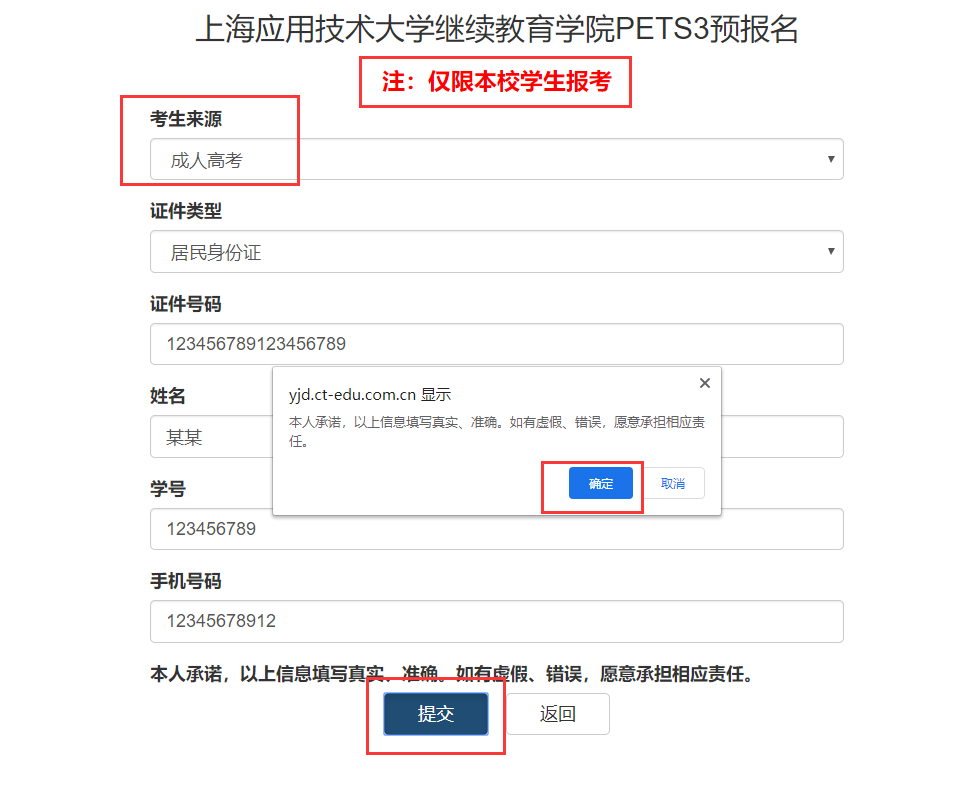 上海应用技术大学继续教育学院PETS3预报名
注：仅限本校学生报考
考生来源
成人高考
证件类型
居民身份证
证件号码
123456789123456789
姓名
某某
yjd.ct-edu.com.cn 显示
本人承诺，以上信息填写真实、准确。如有虚假、错误，愿意承担相应责
任。
确定 取消
学号
123456789
手机号码
12345678912
本人承诺，以上信息填写真实、准确。如有虚假、错误，愿意承担相应责任。
提交 返回